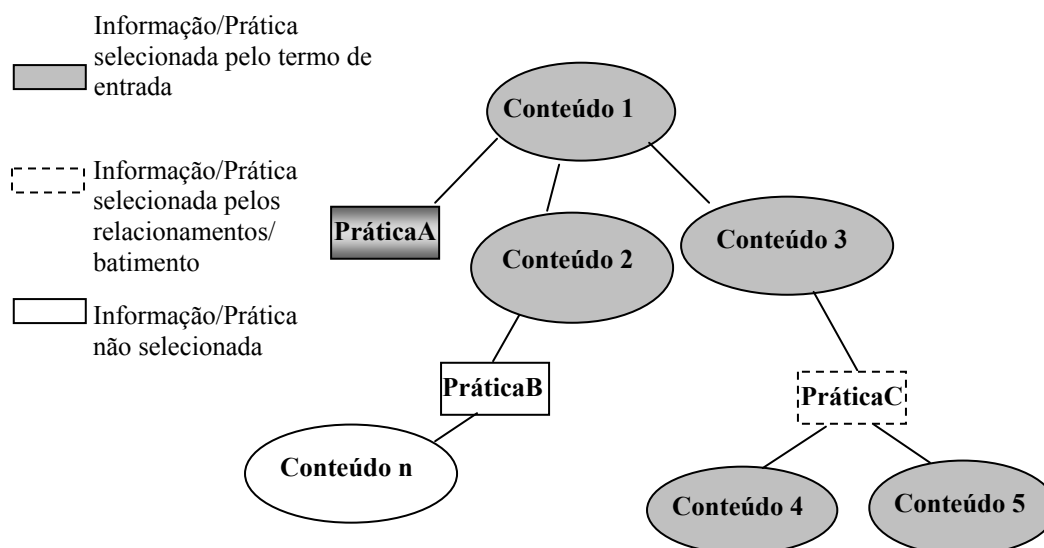 Informação/Prática
selecionada pelo termo de
entrada
Informação/Prática
selecionada pelos
relacionamentos/
batimento
Informação/Prática
não selecionada
Conteúdo 1
PráticaA
Conteúdo 2
Conteúdo 3
PráticaB
PráticaC
Conteúdo n
Conteúdo 4
Conteúdo 5